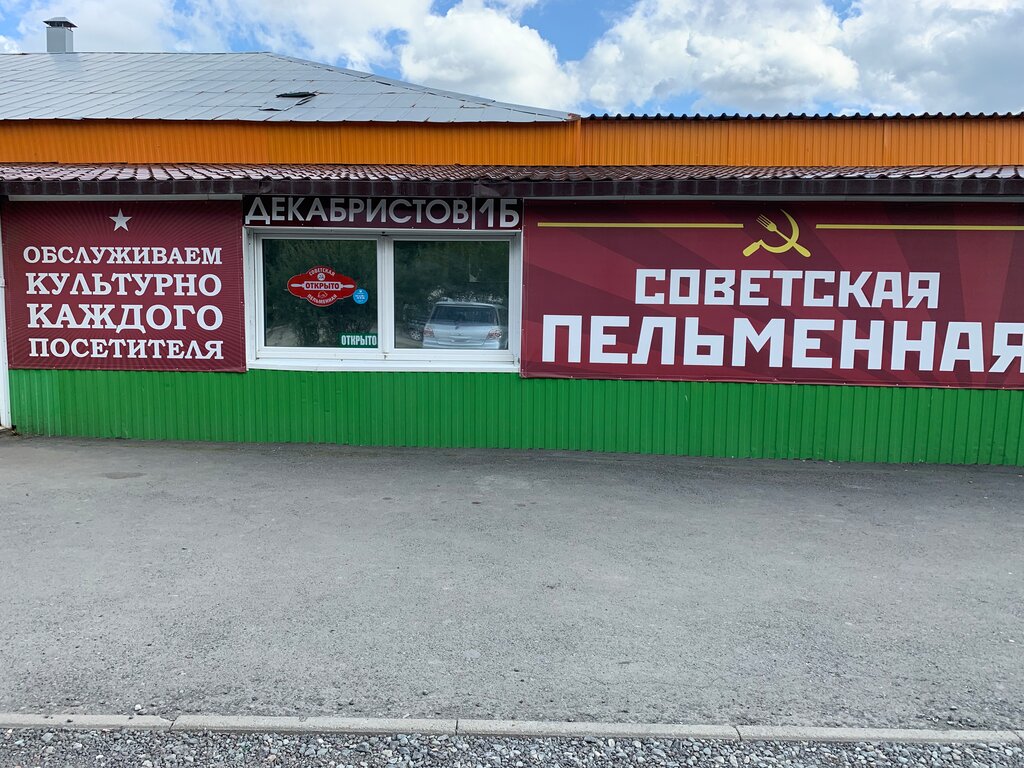 ОБСЛУЖИВАЕМ
КУЛЬТУРНО
КАЖДОГО
ПОСЕТИТЕЛЯ
ДЕКАБРИСТОВ|1Б
СОВЕТСКАЯ
ОТКРЫТО
ПЕЛЬМЕННАЯ
ОТКРЫТО
СОВЕТСКАЯ
ПЕЛЬМЕННАЯ